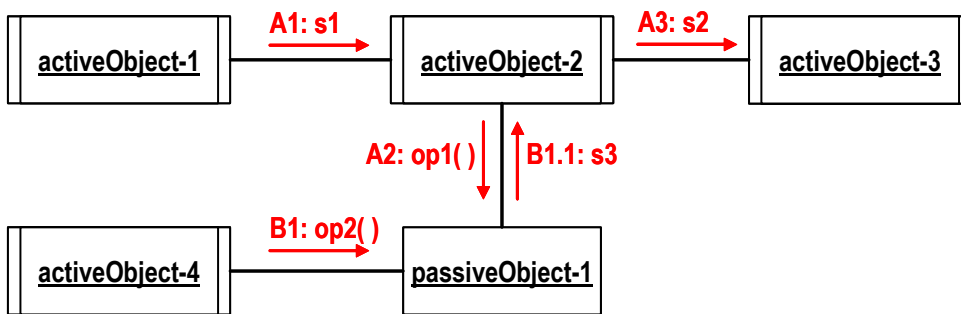 A1: s1
A3: s2
activeObject-1
activeObject-2
activeObject-3
A2: op1( )
B1.1: s3
B1: op2( )
activeObject-4
passiveObject-1